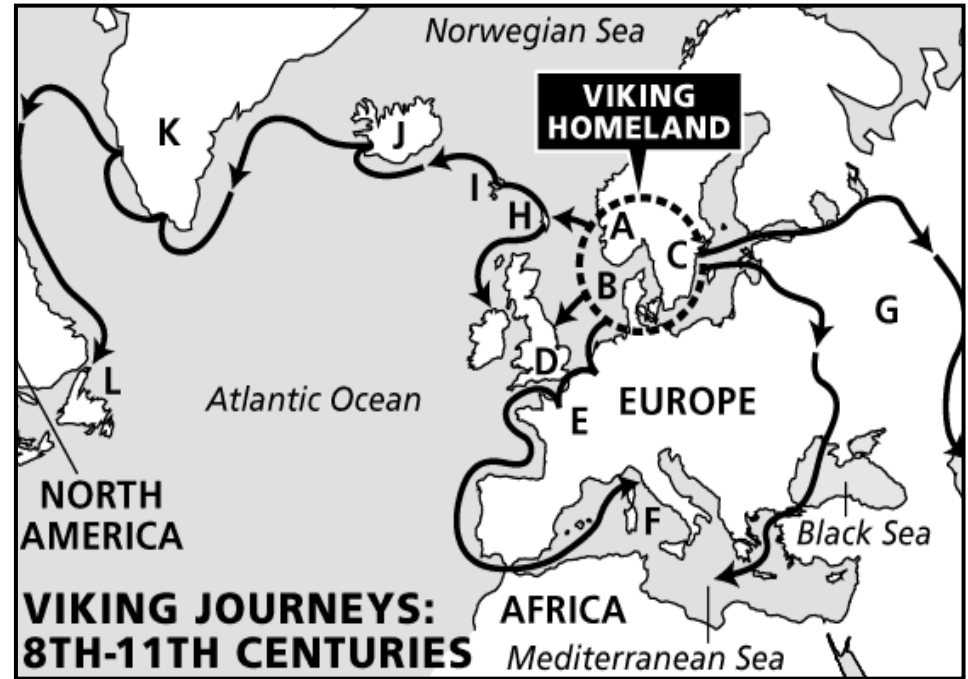 Norwegian Sea
VIKING
HOMELAND
K
J
I
H
A
C
B
G
D
L
Atlantic Ocean
E
EUROPE
NORTH
AMERICA
F
Black Sea
VIKING JOURNEYS:
8TH-11TH CENTURIES
AFRICA
Mediterranean Sea